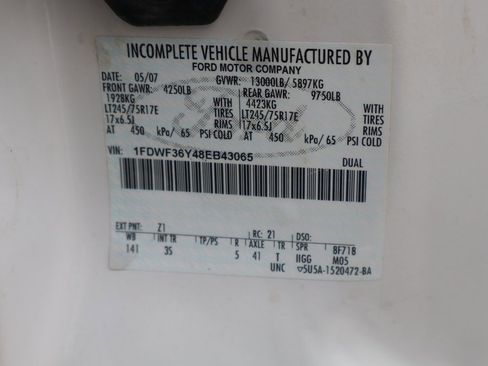 INCOMPLETE VEHICLE MANUFACTURED BY
FORD MOTOR COMPANY
DATE: 05/07 GVWR: 13000LB/ 5897KG
FRONT GAWR: 4250LB REAR GAWR: 9750LB
1928KG WITH 4423KG WITH
LT245/75R17E TIRES LT245/75R17E TIRES
17x6.5J RIMS 17x6.5J RIMS
AT 450 kPa/ 65 PSI COLD AT 450 kPa/ 65 PSI COLD
VIN: 1FDWF36Y48EB43065 DUAL
EXT PNT: Z1 RC: 21 DSO:
WB INT TR TP/PS R AXLE TR SPR 8F718
141 3S 5 41 T IIGG M05
UNC ▽5U5A-1520472-BA